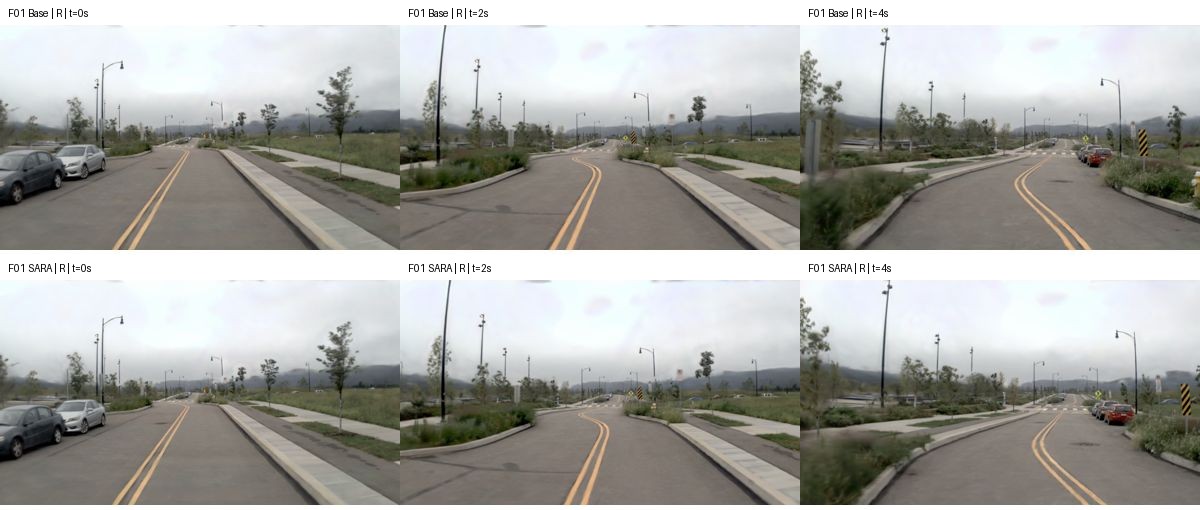 F01 Base | R | t=0s
F01 Base | R | t=2s
F01 Base | R | t=4s
F01 SARA | R | t=0s
F01 SARA | R | t=2s
F01 SARA | R | t=4s